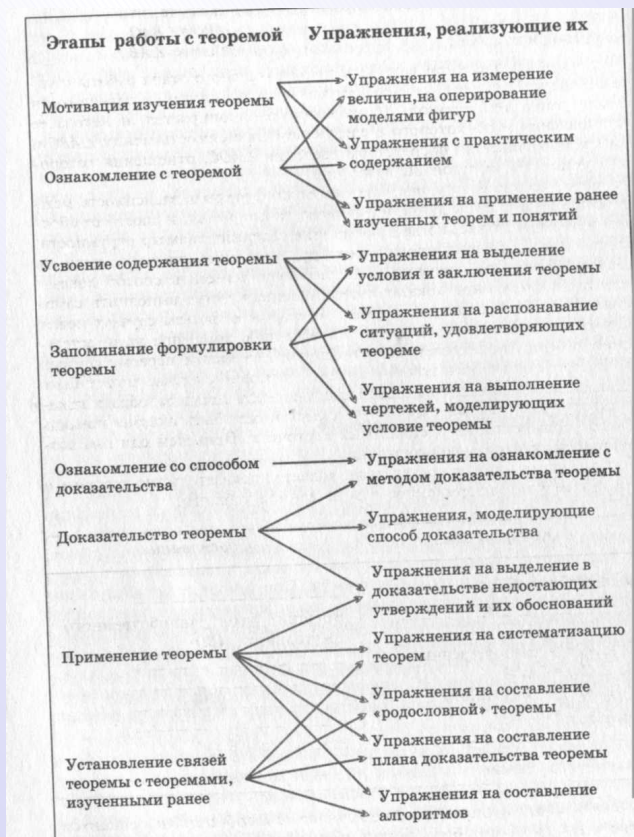 Этапы работы с теоремой Упражнения, реализующие их
Мотивация изучения теоремы
Ознакомление с теоремой
Усвоение содержания теоремы
Запоминание формулировки
теоремы
Ознакомление со способом
доказательства
Доказательство теоремы
Применение теоремы
Установление связей
теоремы с теоремами,
изученными ранее
Упражнения на измерение
величин,на оперирование
моделями фигур
Упражнения с практическим
содержанием
Упражнения на применение ранее
изученных теорем и понятий
Упражнения на выделение
условия и заключения теоремы
Упражнения на распознавание
ситуаций, удовлетворяющих
теореме
Упражнения на выполнение
чертежей, моделирующих
условие теоремы
Упражнения на ознакомление с
методом доказательства теоремы
Упражнения, моделирующие
способ доказательства
Упражнения на выделение в
доказательстве недостающих
утверждений и их обоснований
Упражнения на систематизацию
теорем
Упражнения на составление
«родословной» теоремы
Упражнения на составление
плана доказательства теоремы
Упражнения на составление
алгоритмов